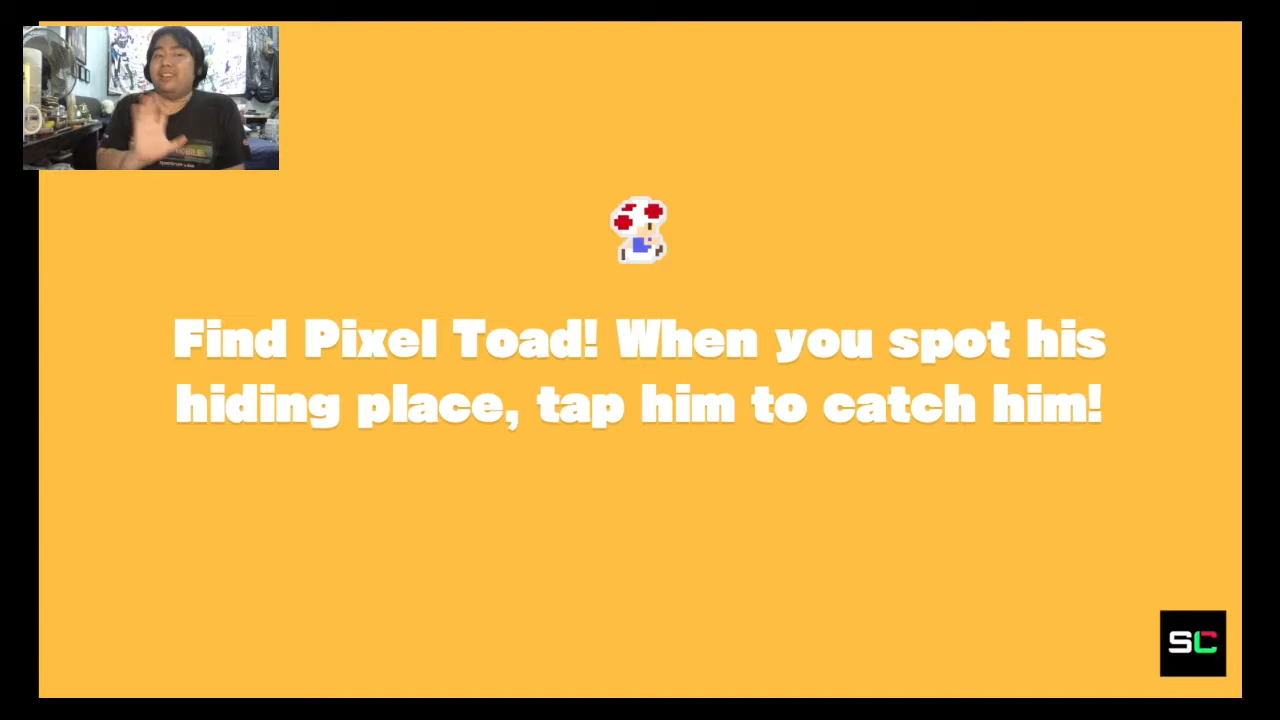 Find Pixel Toad! When you spot his
hiding place, tap him to catch him!
SC